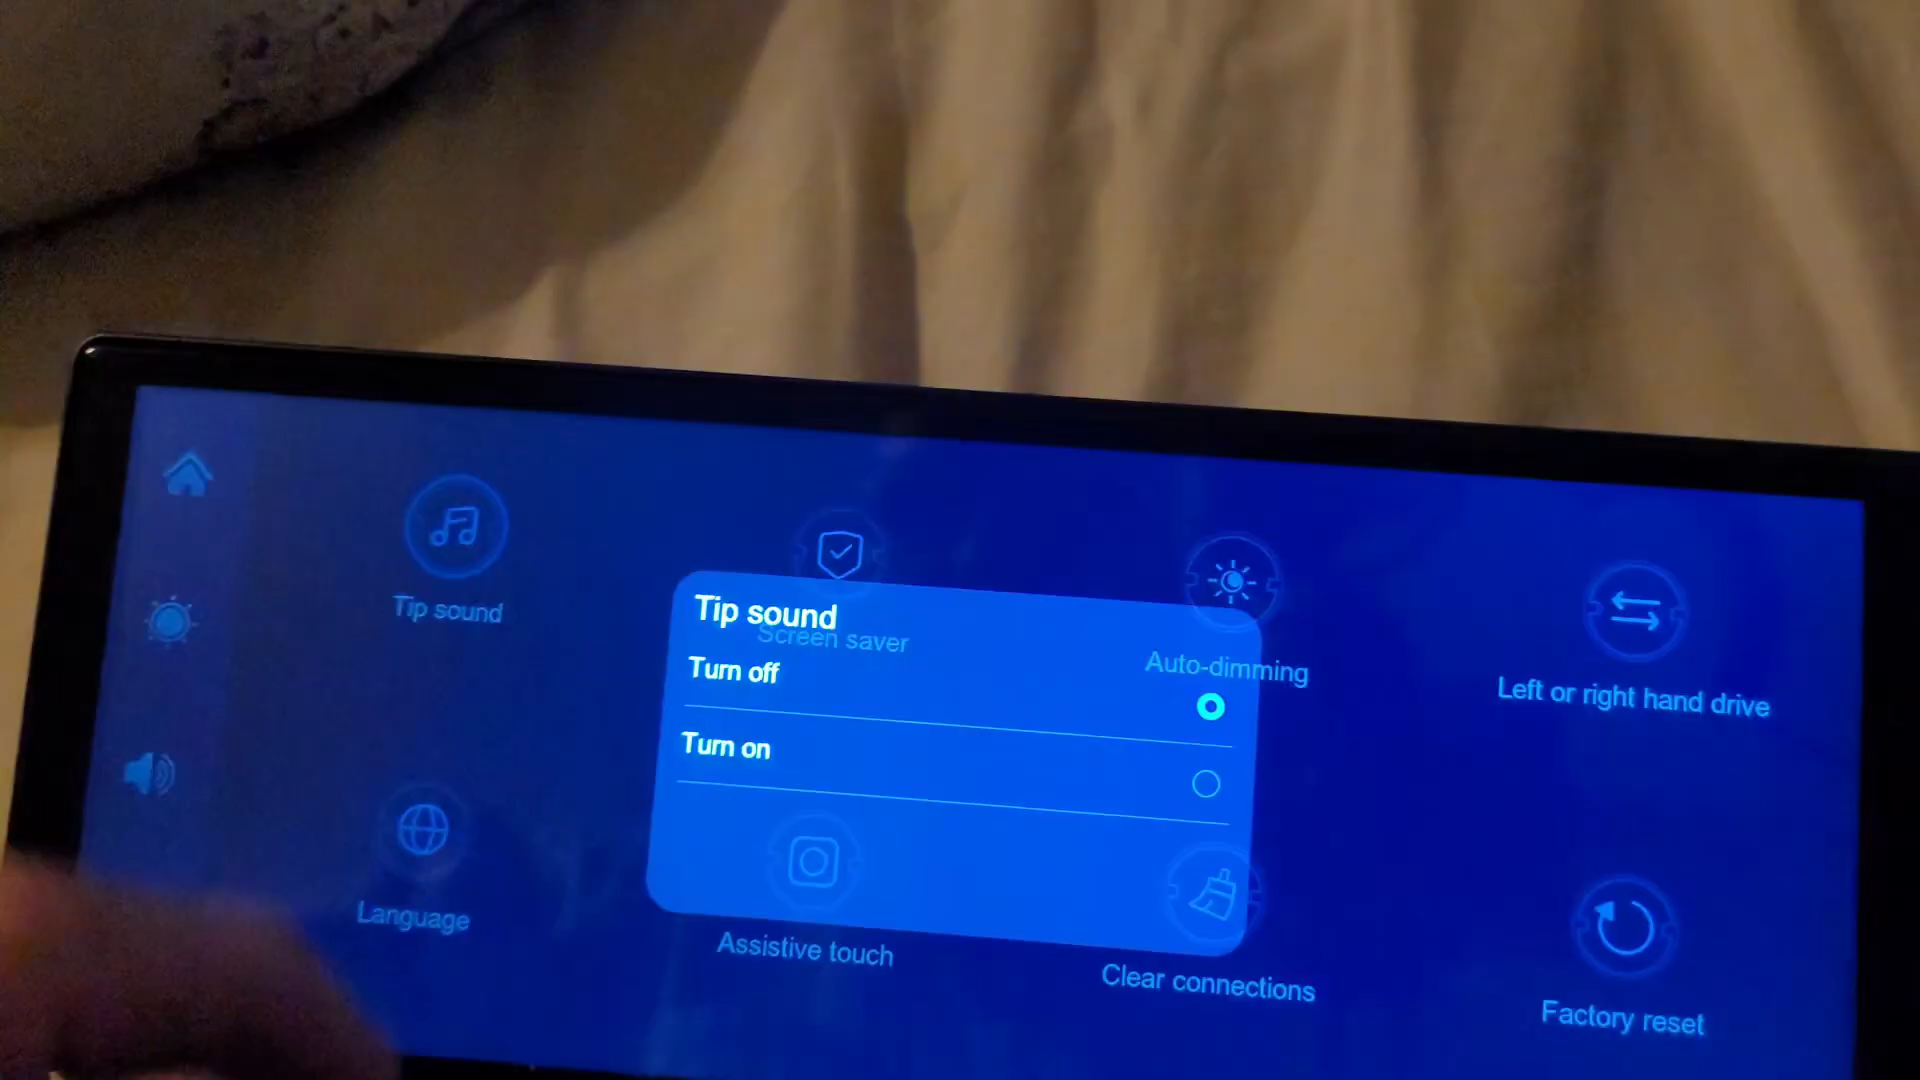 Tip sound
Screen saver
Auto-dimming
Left or right hand drive
Tip sound
Turn off
Turn on
Language
Assistive touch
Clear connections
Factory reset